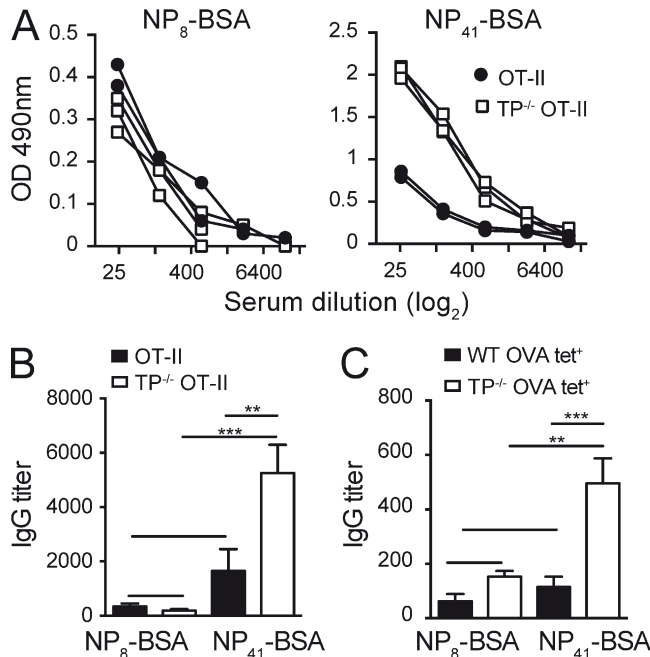 A
NP8-BSA
NP41-BSA
OD 490nm
0.5
0.4
0.3
0.2
0.1
0
25
400
6400
2.5
2
1.5
1
0.5
0
25
400
6400
OT-II
TP-/- OT-II
Serum dilution (log2)
B
OT-II
TP-/- OT-II
IgG titer
8000
6000
4000
2000
0
**
***
NP8-BSA
NP41-BSA
C
WT OVA tet+
TP-/- OVA tet+
IgG titer
800
600
400
200
0
***
**
NP8-BSA
NP41-BSA